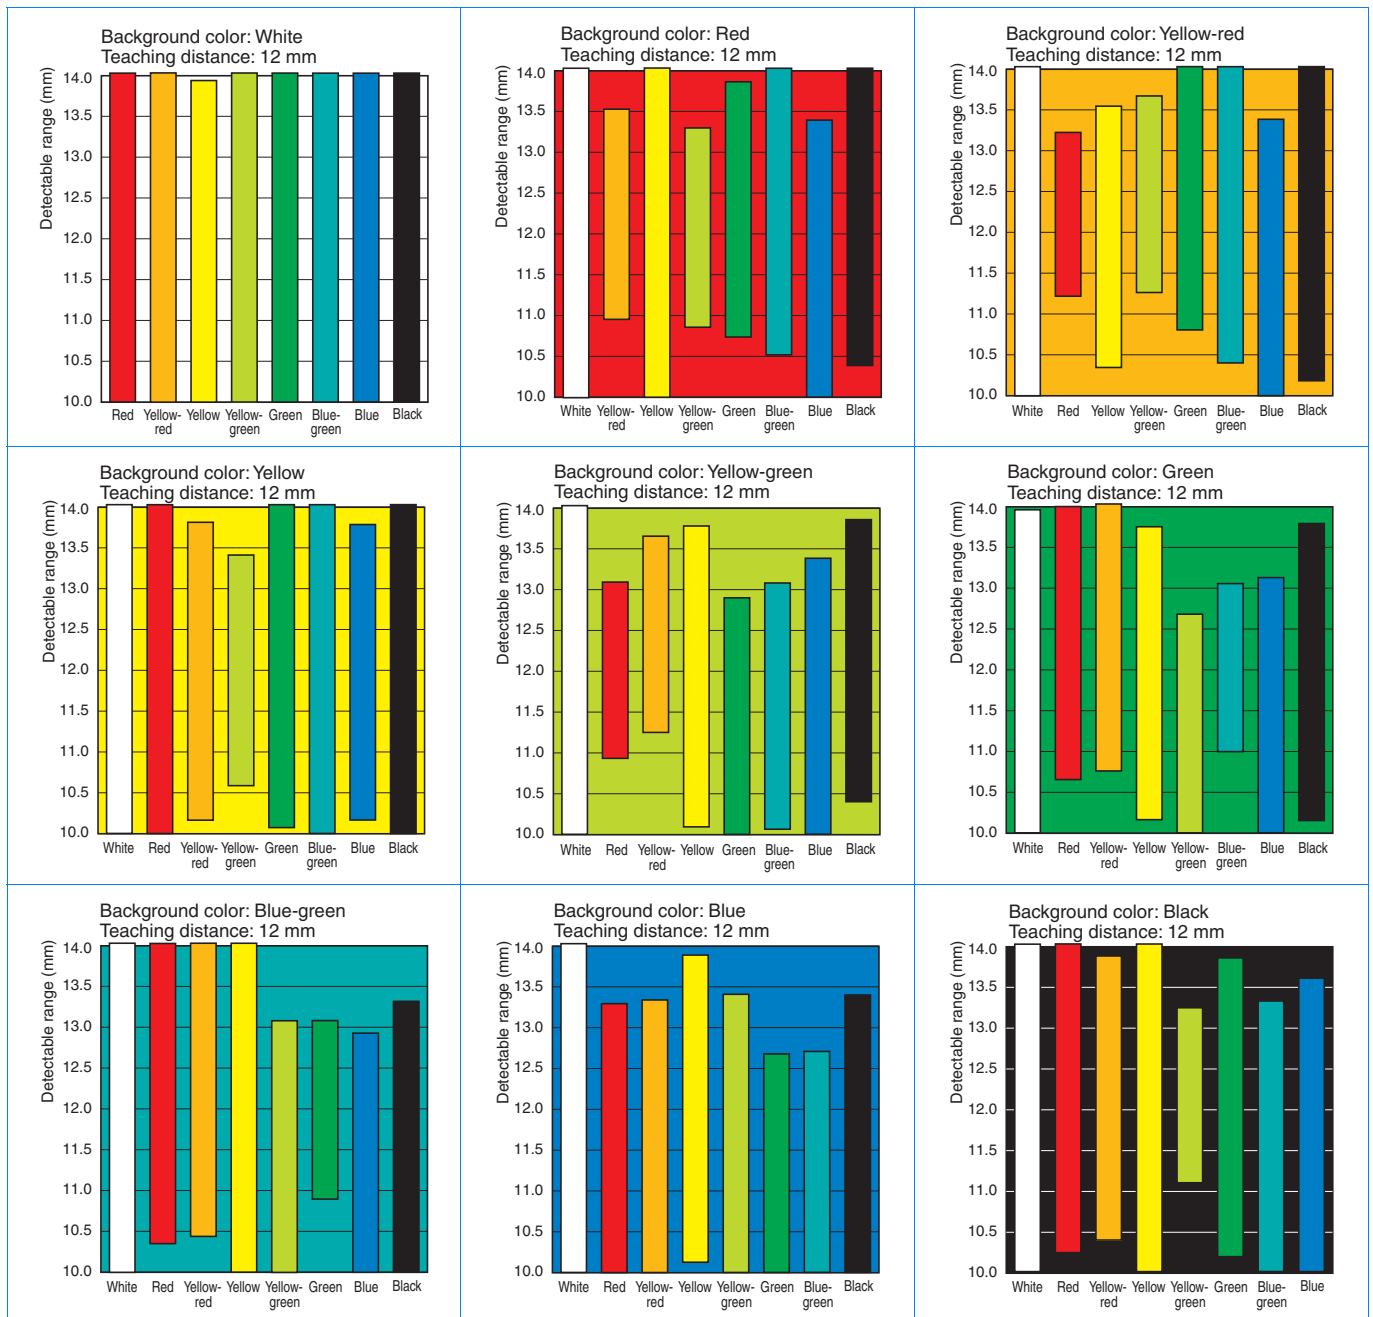 Background color: White
Teaching distance: 12 mm
Detectable range (mm)
14.0
13.5
13.0
12.5
12.0
11.5
11.0
10.5
10.0
Red Yellow- Yellow Yellow- Green Blue- Blue Black
red green green
Background color: Red
Teaching distance: 12 mm
Detectable range (mm)
14.0
13.5
13.0
12.5
12.0
11.5
11.0
10.5
10.0
White Yellow- Yellow Yellow- Green Blue- Blue Black
red green green
Background color: Yellow-red
Teaching distance: 12 mm
Detectable range (mm)
14.0
13.5
13.0
12.5
12.0
11.5
11.0
10.5
10.0
White Red Yellow Yellow- Green Blue- Blue Black
green green
Background color: Yellow
Teaching distance: 12 mm
Detectable range (mm)
14.0
13.5
13.0
12.5
12.0
11.5
11.0
10.5
10.0
White Red Yellow- Yellow- Green Blue- Blue Black
red green green
Background color: Yellow-green
Teaching distance: 12 mm
Detectable range (mm)
14.0
13.5
13.0
12.5
12.0
11.5
11.0
10.5
10.0
White Red Yellow- Yellow Green Blue- Blue Black
red green
Background color: Green
Teaching distance: 12 mm
Detectable range (mm)
14.0
13.5
13.0
12.5
12.0
11.5
11.0
10.5
10.0
White Red Yellow- Yellow Yellow- Blue- Blue Black
red green green
Background color: Blue-green
Teaching distance: 12 mm
Detectable range (mm)
14.0
13.5
13.0
12.5
12.0
11.5
11.0
10.5
10.0
White Red Yellow- Yellow Yellow- Green Blue Black
red green
Background color: Blue
Teaching distance: 12 mm
Detectable range (mm)
14.0
13.5
13.0
12.5
12.0
11.5
11.0
10.5
10.0
White Red Yellow- Yellow Yellow- Green Blue- Black
red green green
Background color: Black
Teaching distance: 12 mm
Detectable range (mm)
14.0
13.5
13.0
12.5
12.0
11.5
11.0
10.5
10.0
White Red Yellow- Yellow Yellow- Green Blue- Blue
red green green